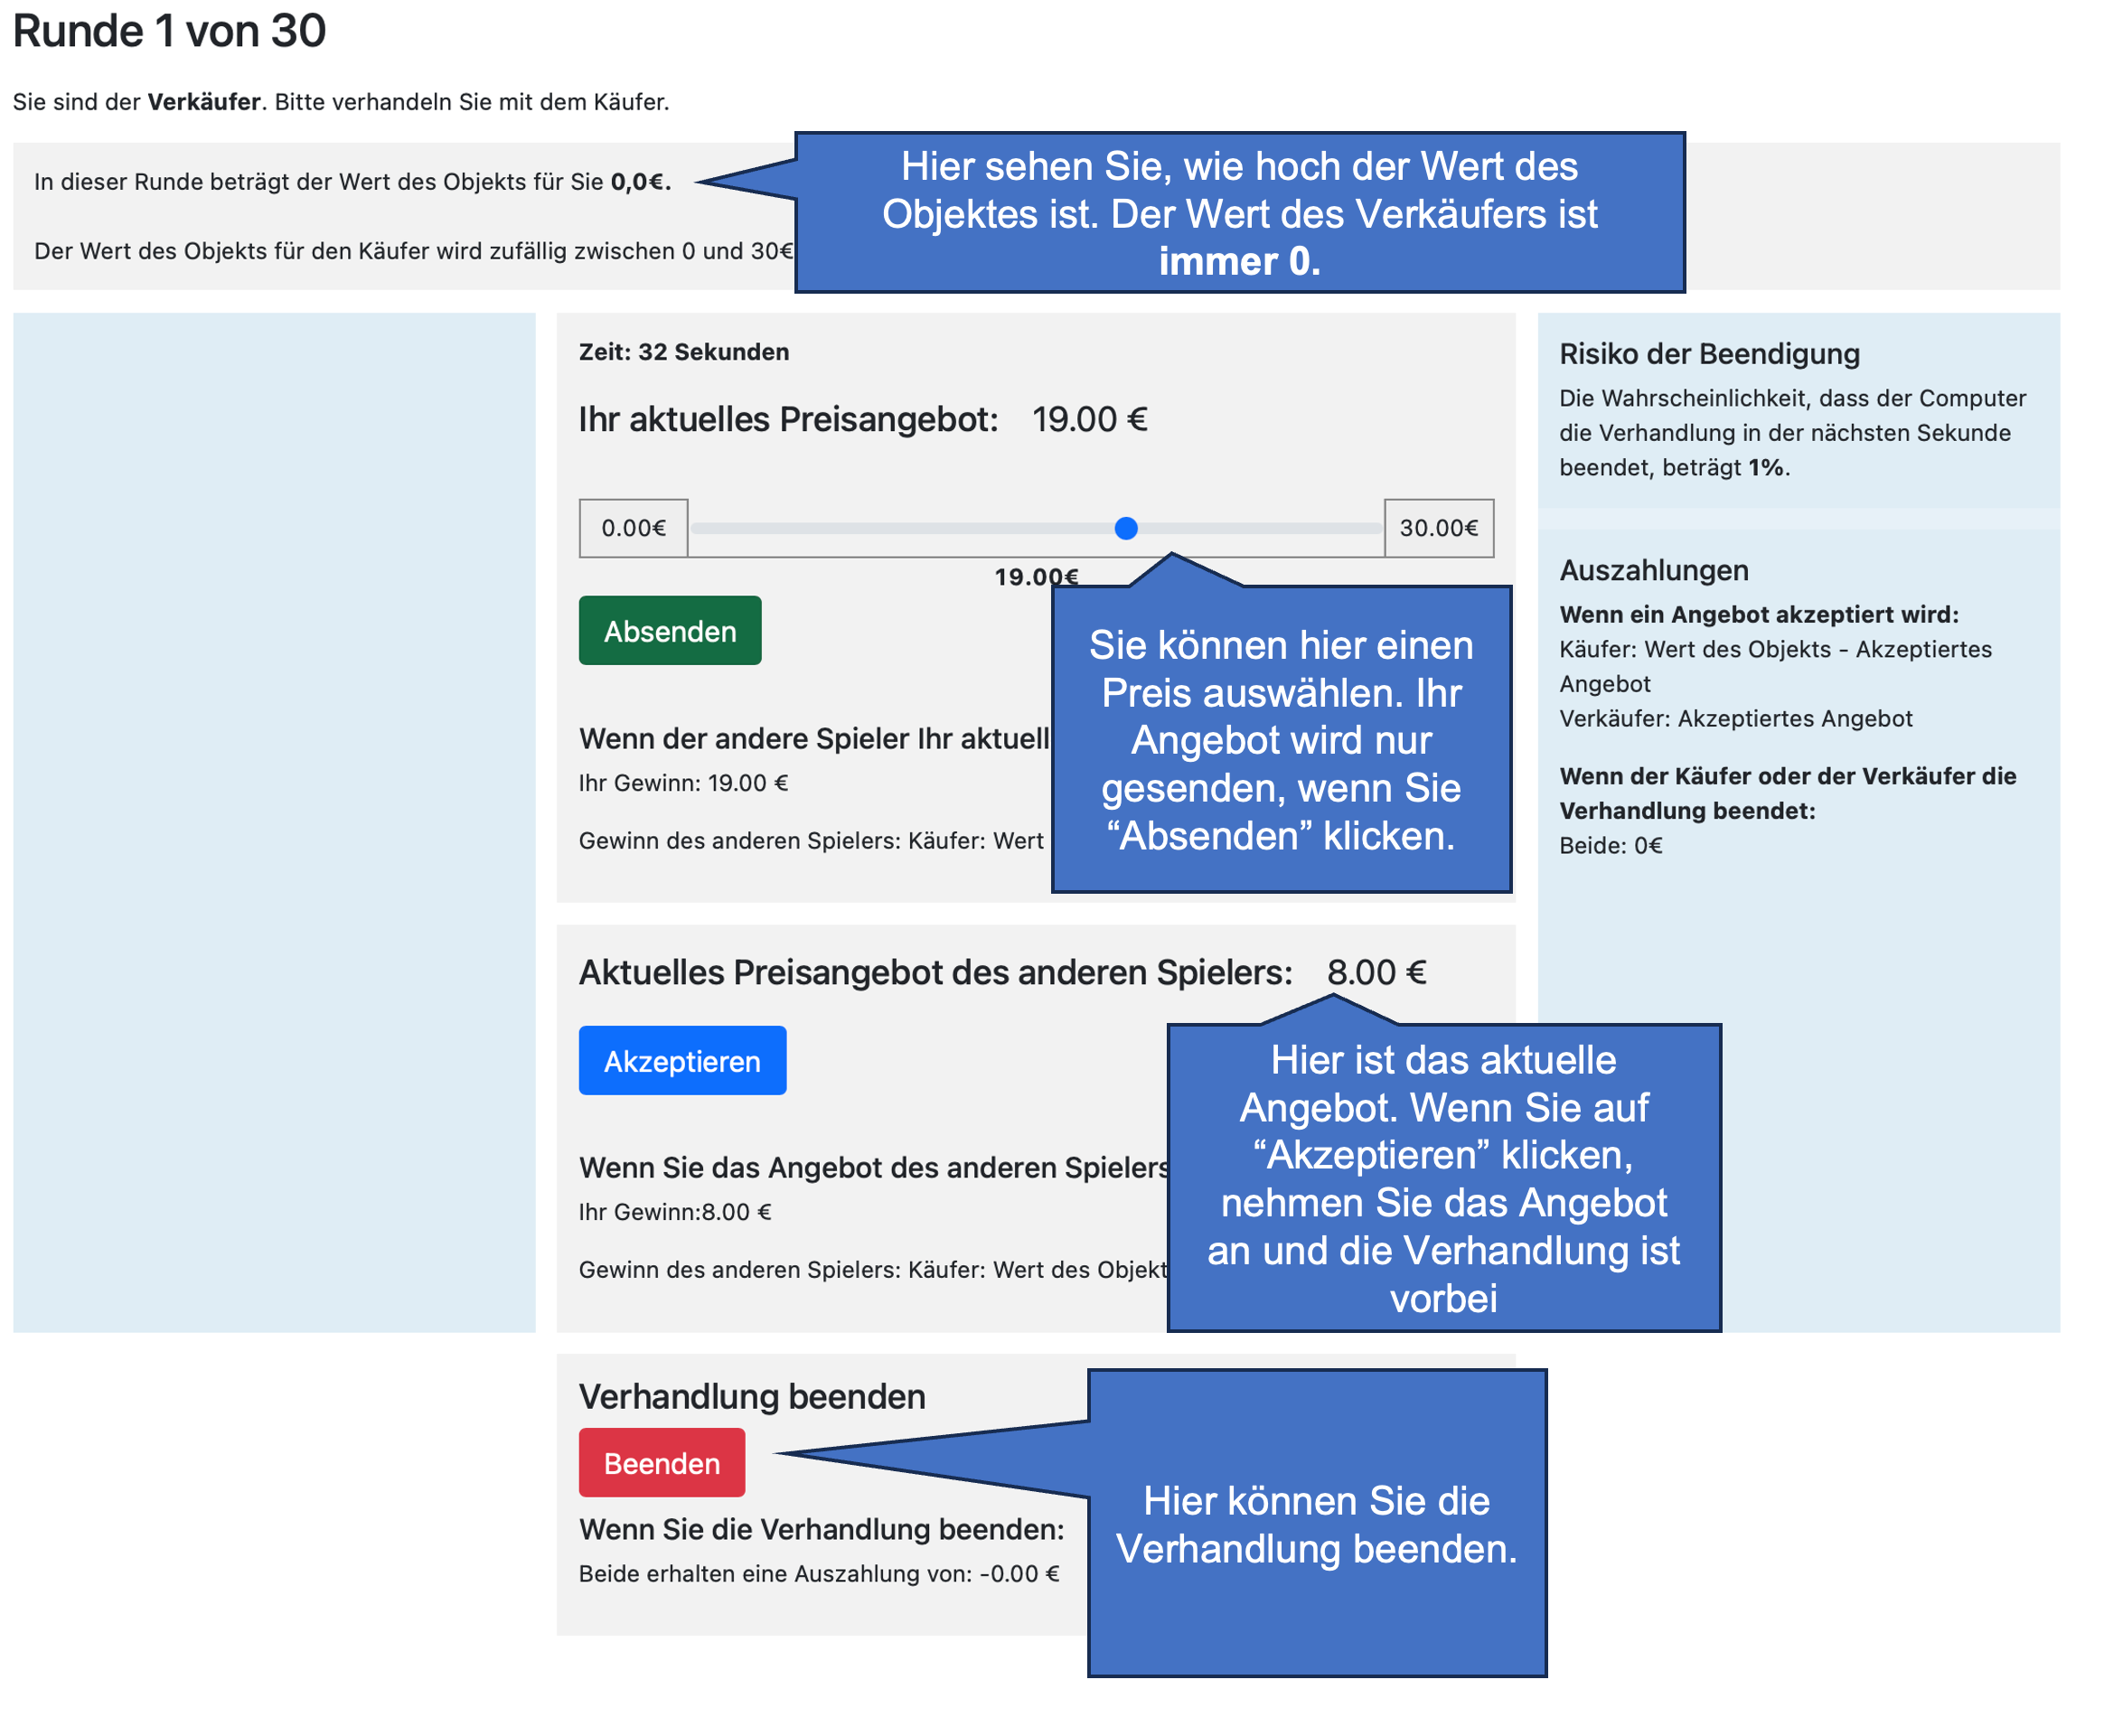 Runde 1 von 30
Sie sind der Verkäufer. Bitte verhandeln Sie mit dem Käufer.
In dieser Runde beträgt der Wert des Objekts für Sie 0,0€.
Der Wert des Objekts für den Käufer wird zufällig zwischen 0 und 30€
Hier sehen Sie, wie hoch der Wert des
Objektes ist. Der Wert des Verkäufers ist
immer 0.
Zeit: 32 Sekunden
Ihr aktuelles Preisangebot: 19.00 €
0.00€
30.00€
19.00€
Absenden
Sie können hier einen
Preis auswählen. Ihr
Angebot wird nur
gesenden, wenn Sie
“Absenden” klicken.
Wenn der andere Spieler Ihr aktuell
Ihr Gewinn: 19.00 €
Gewinn des anderen Spielers: Käufer: Wert
Risiko der Beendigung
Die Wahrscheinlichkeit, dass der Computer
die Verhandlung in der nächsten Sekunde
beendet, beträgt 1%.
Auszahlungen
Wenn ein Angebot akzeptiert wird:
Käufer: Wert des Objekts - Akzeptiertes
Angebot
Verkäufer: Akzeptiertes Angebot
Wenn der Käufer oder der Verkäufer die
Verhandlung beendet:
Beide: 0€
Aktuelles Preisangebot des anderen Spielers: 8.00 €
Akzeptieren
Hier ist das aktuelle
Angebot. Wenn Sie auf
“Akzeptieren” klicken,
nehmen Sie das Angebot
an und die Verhandlung ist
vorbei
Wenn Sie das Angebot des anderen Spielers
Ihr Gewinn:8.00 €
Gewinn des anderen Spielers: Käufer: Wert des Objekt
Verhandlung beenden
Beenden
Wenn Sie die Verhandlung beenden:
Beide erhalten eine Auszahlung von: -0.00 €
Hier können Sie die
Verhandlung beenden.